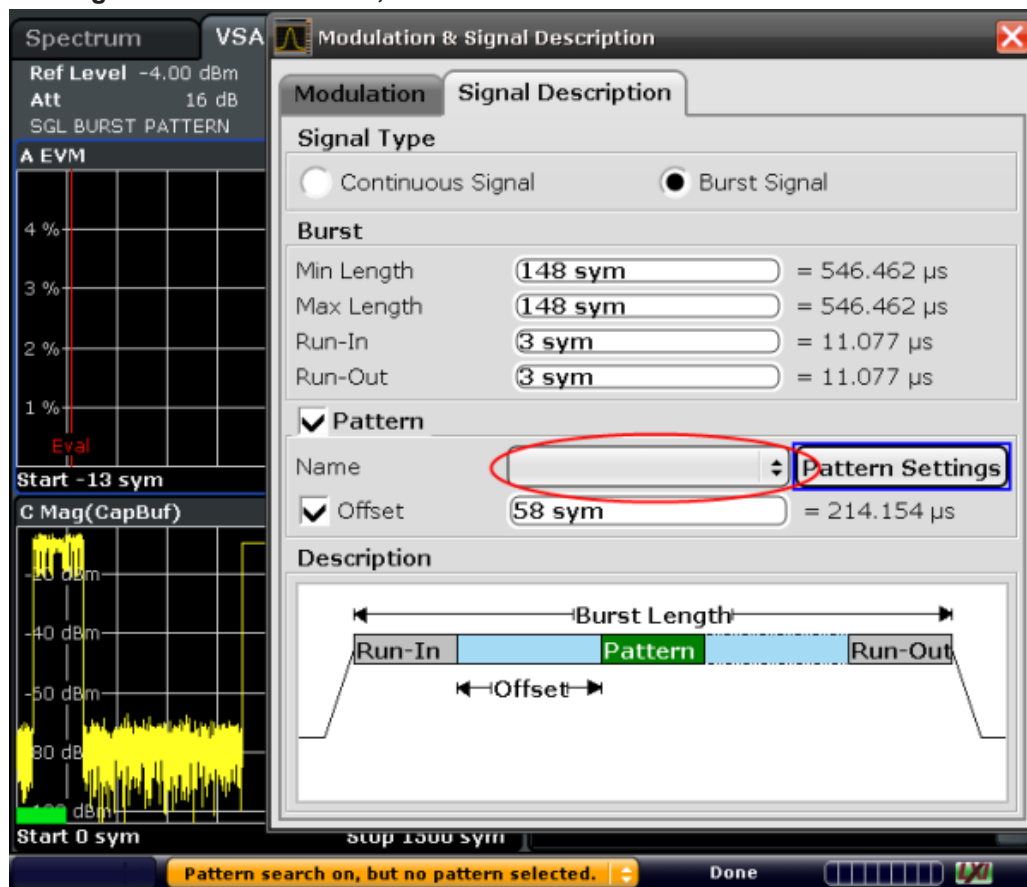 Spectrum VSA
Ref Level -4.00 dBm
Att 16 dB
SGL BURST PATTERN
A EVM
4 %
3 %
2 %
1 %
Eval
Start -13 sym
C Mag(CapBuf)
-40 dBm
dBm
Start 0 sym
Stop 1300 sym
Modulation & Signal Description
Modulation Signal Description
Signal Type
Continuous Signal Burst Signal
Burst
Min Length 148 sym = 546.462 µs
Max Length 148 sym = 546.462 µs
Run-In 3 sym = 11.077 µs
Run-Out 3 sym = 11.077 µs
Pattern
Name Pattern Settings
Offset 58 sym = 214.154 µs
Description
Burst Length
Run-In Pattern Run-Out
Offset
Pattern search on, but no pattern selected. Done LXI